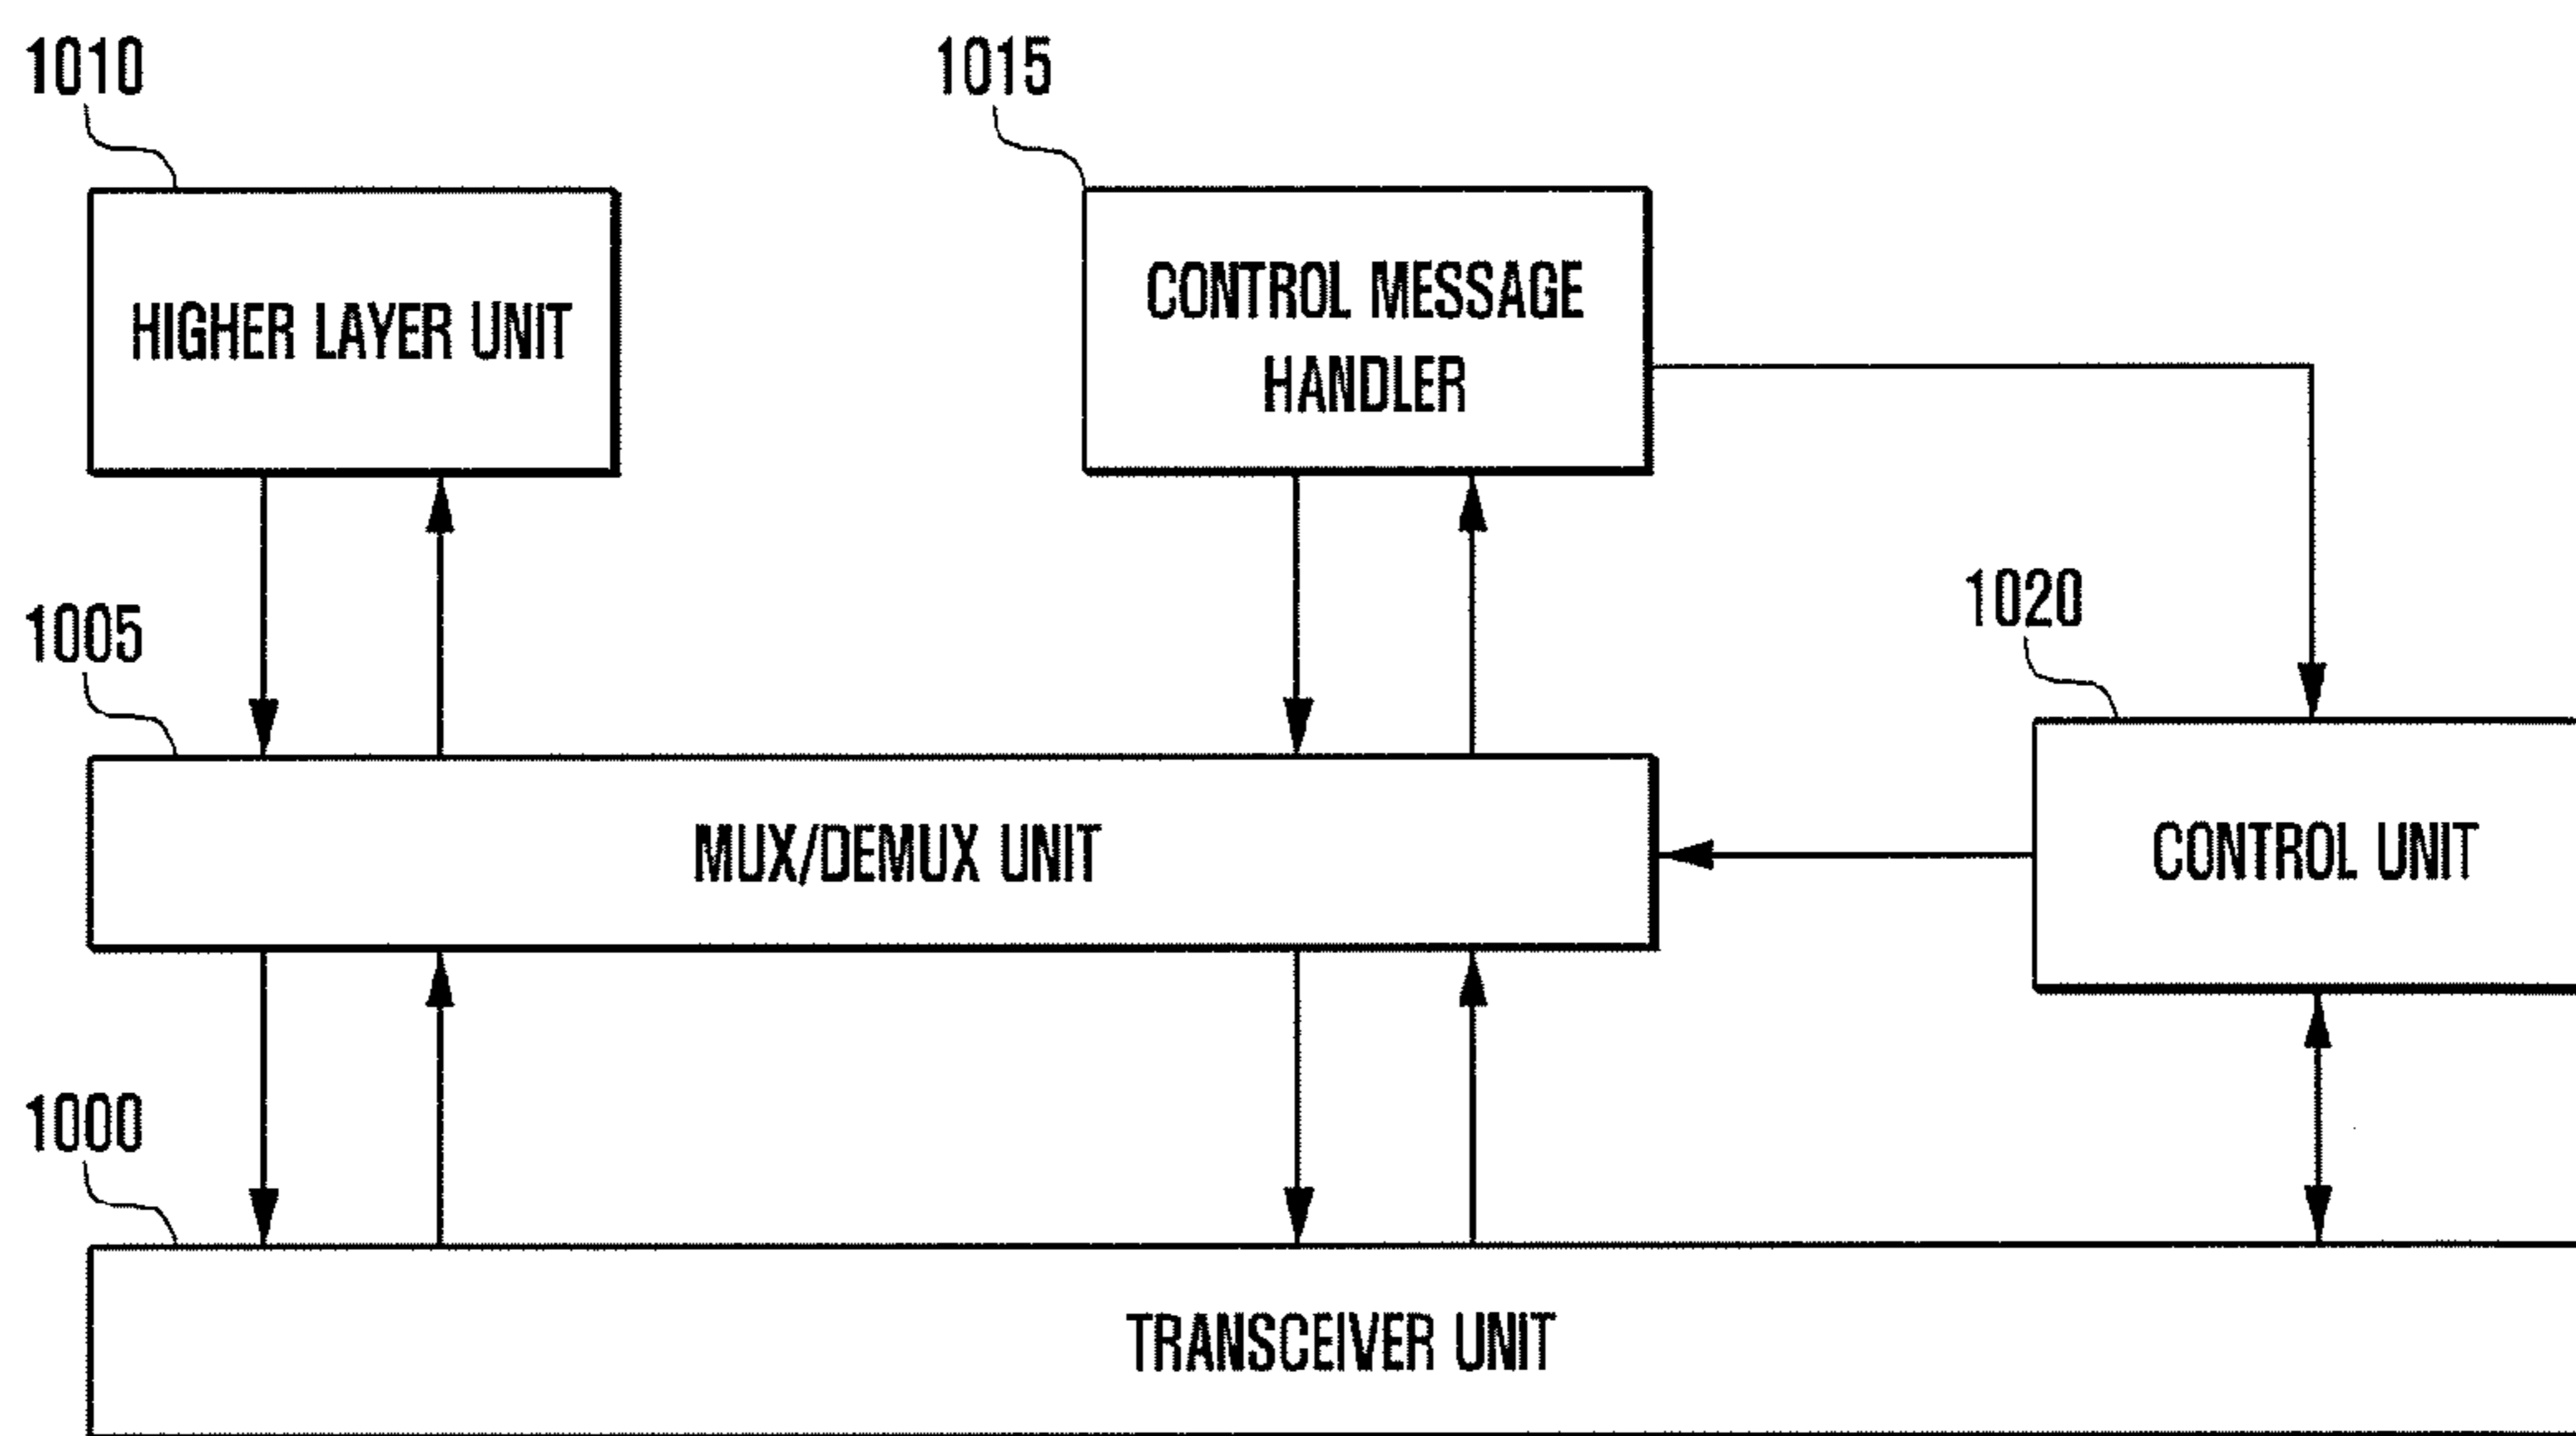 1010
1015
HIGHER LAYER UNIT
CONTROL MESSAGE
HANDLER
1005
1020
MUX/DEMUX UNIT
CONTROL UNIT
1000
TRANSCEIVER UNIT